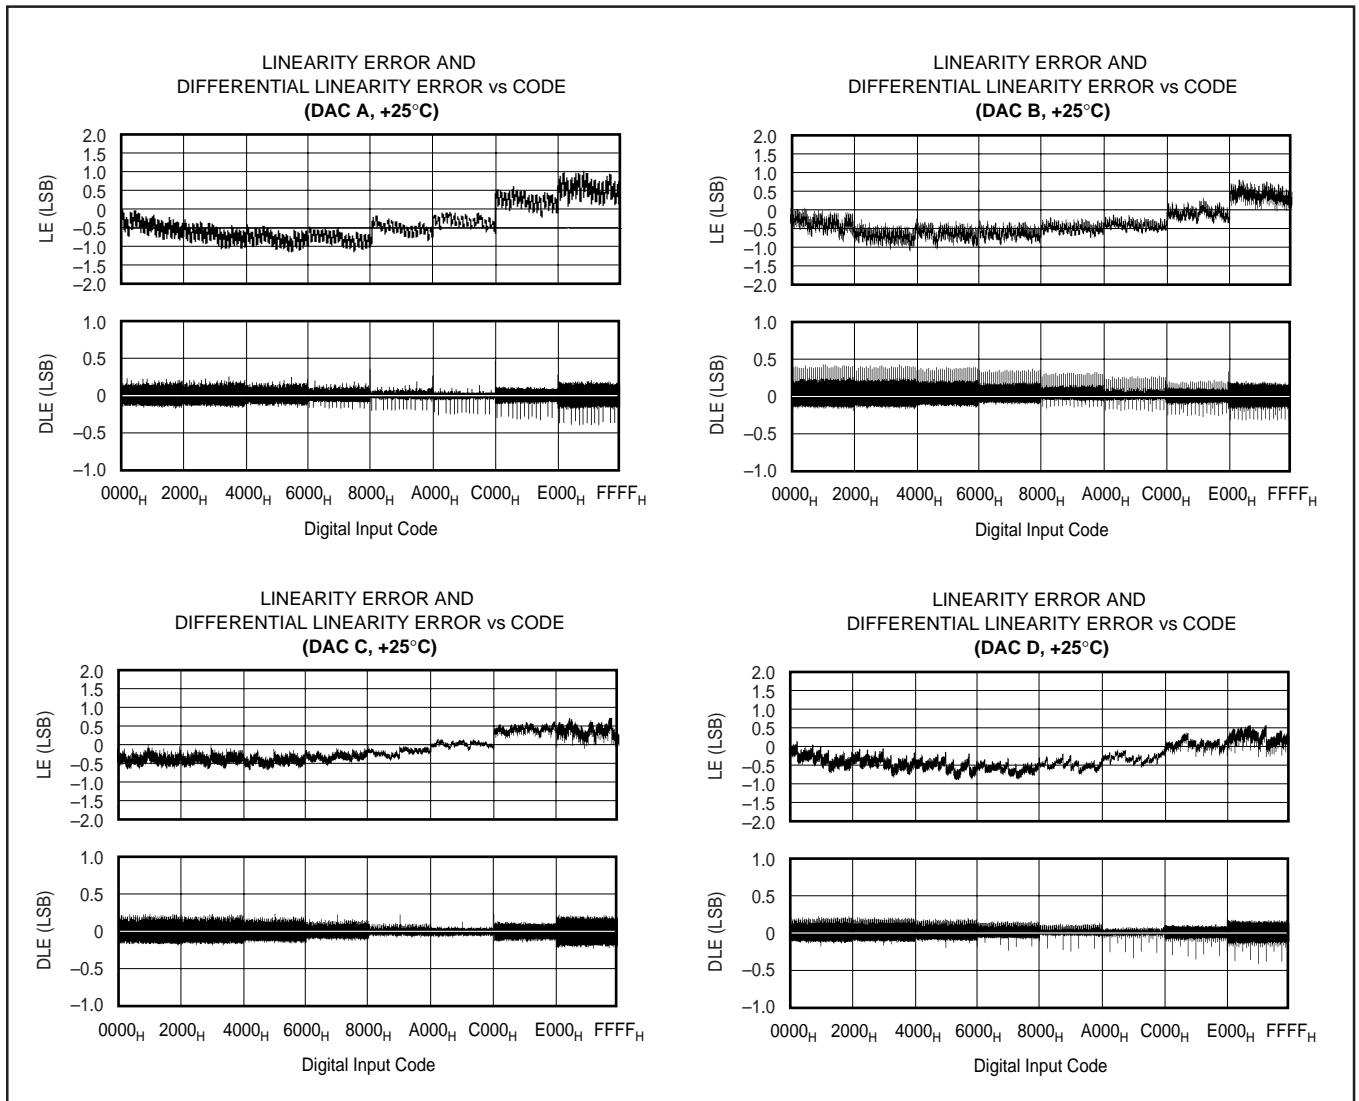 LINEARITY ERROR AND
DIFFERENTIAL LINEARITY ERROR vs CODE
(DAC A, +25°C)
2.0
1.5
1.0
0.5
0
–0.5
–1.0
–1.5
–2.0
LE (LSB)
1.0
0.5
0
–0.5
–1.0
DLE (LSB)
0000H 2000H 4000H 6000H 8000H A000H C000H E000H FFFFH
Digital Input Code
LINEARITY ERROR AND
DIFFERENTIAL LINEARITY ERROR vs CODE
(DAC B, +25°C)
2.0
1.5
1.0
0.5
0
–0.5
–1.0
–1.5
–2.0
LE (LSB)
1.0
0.5
0
–0.5
–1.0
DLE (LSB)
0000H 2000H 4000H 6000H 8000H A000H C000H E000H FFFFH
Digital Input Code
LINEARITY ERROR AND
DIFFERENTIAL LINEARITY ERROR vs CODE
(DAC C, +25°C)
2.0
1.5
1.0
0.5
0
–0.5
–1.0
–1.5
–2.0
LE (LSB)
1.0
0.5
0
–0.5
–1.0
DLE (LSB)
0000H 2000H 4000H 6000H 8000H A000H C000H E000H FFFFH
Digital Input Code
LINEARITY ERROR AND
DIFFERENTIAL LINEARITY ERROR vs CODE
(DAC D, +25°C)
2.0
1.5
1.0
0.5
0
–0.5
–1.0
–1.5
–2.0
LE (LSB)
1.0
0.5
0
–0.5
–1.0
DLE (LSB)
0000H 2000H 4000H 6000H 8000H A000H C000H E000H FFFFH
Digital Input Code